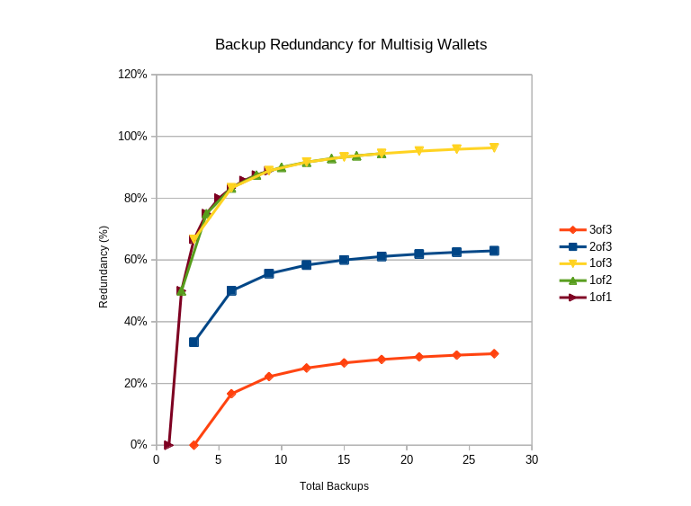 Backup Redundancy for Multisig Wallets
120%
100%
80%
60%
40%
20%
0%
Redundancy (%)
0 5 10 15 20 25 30
Total Backups
3of3
2of3
1of3
1of2
1of1